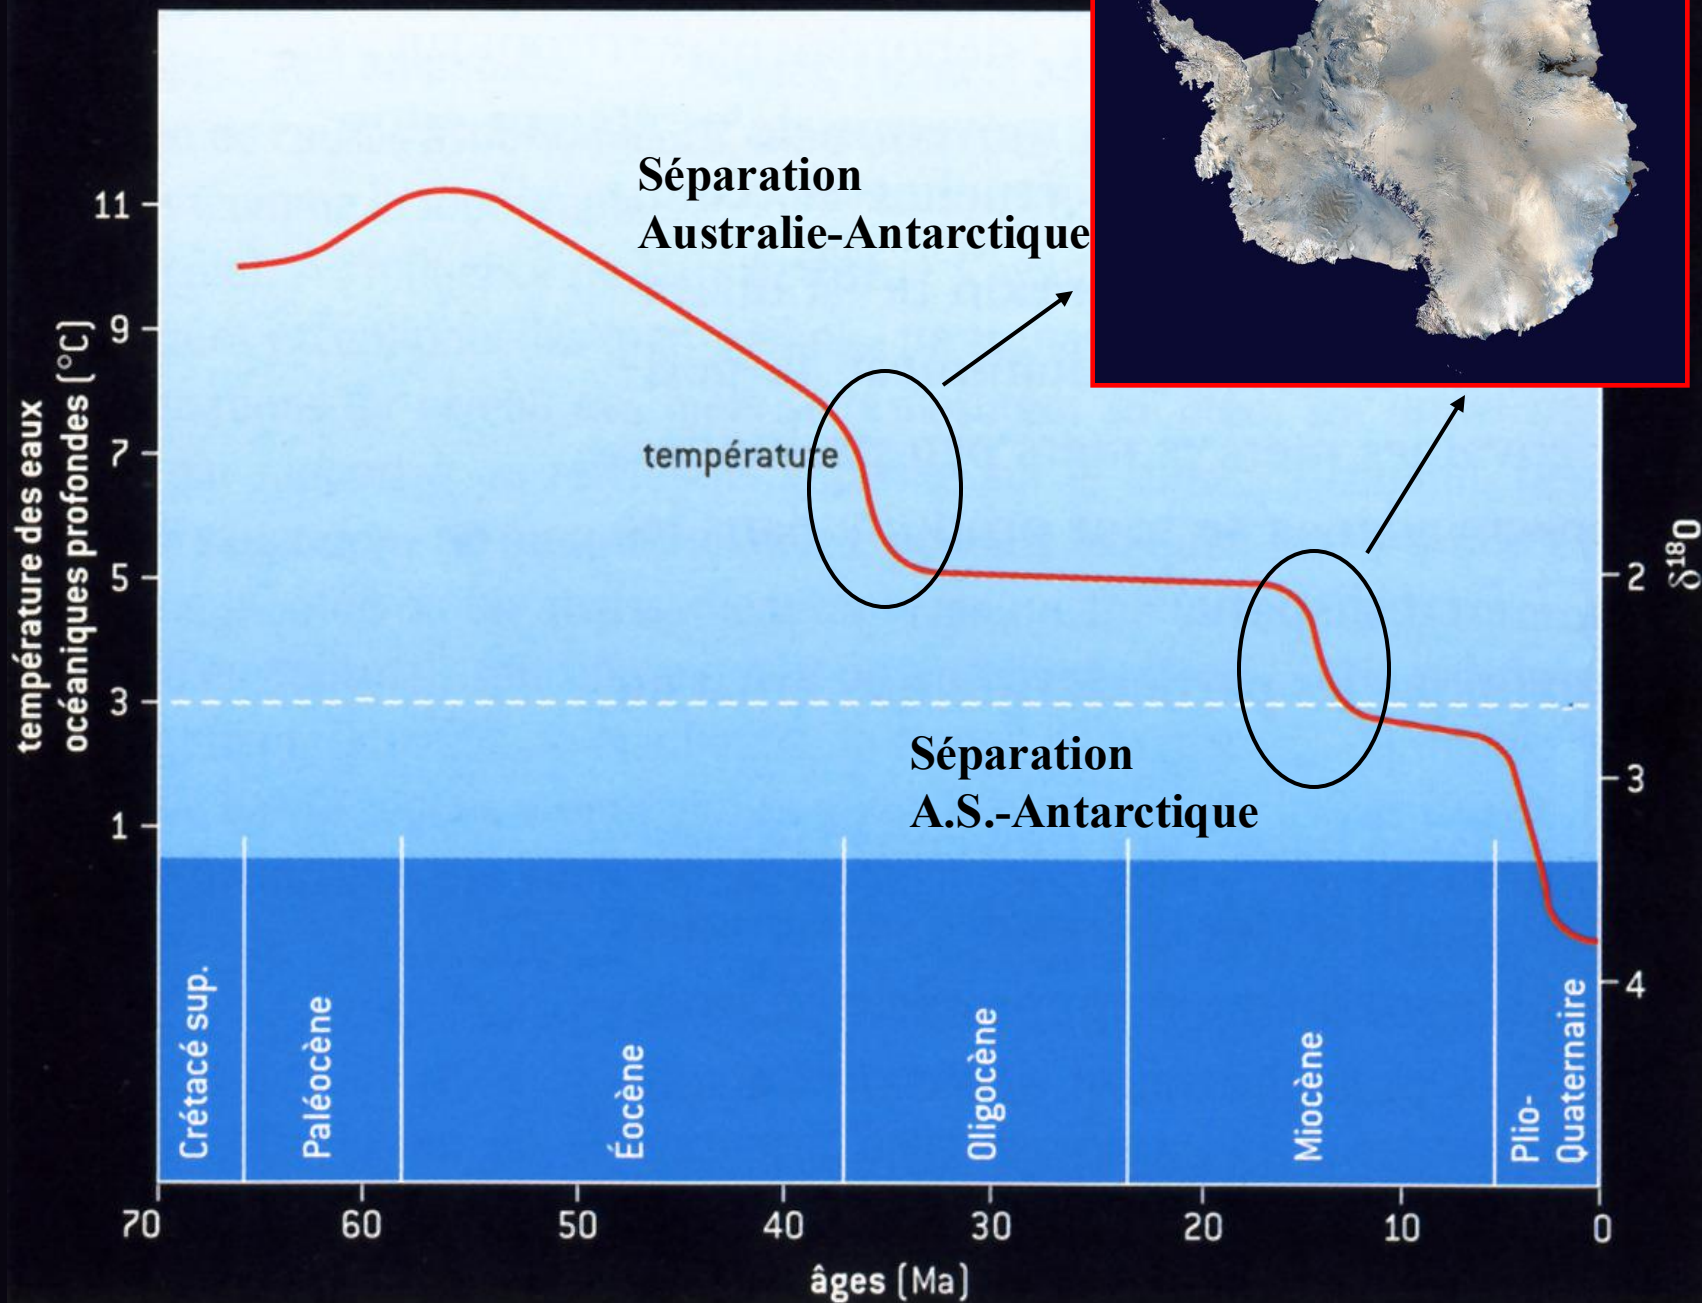 Séparation
Australie-Antarctique
température
Séparation
A.S.-Antarctique
température des eaux
océaniques profondes (°C)
11
9
7
5
3
1
2
3
4
δ¹⁸O
Crétacé sup.
Paléocène
Éocène
Oligocène
Miocène
Plio-
Quaternaire
70 60 50 40 30 20 10 0
âges (Ma)